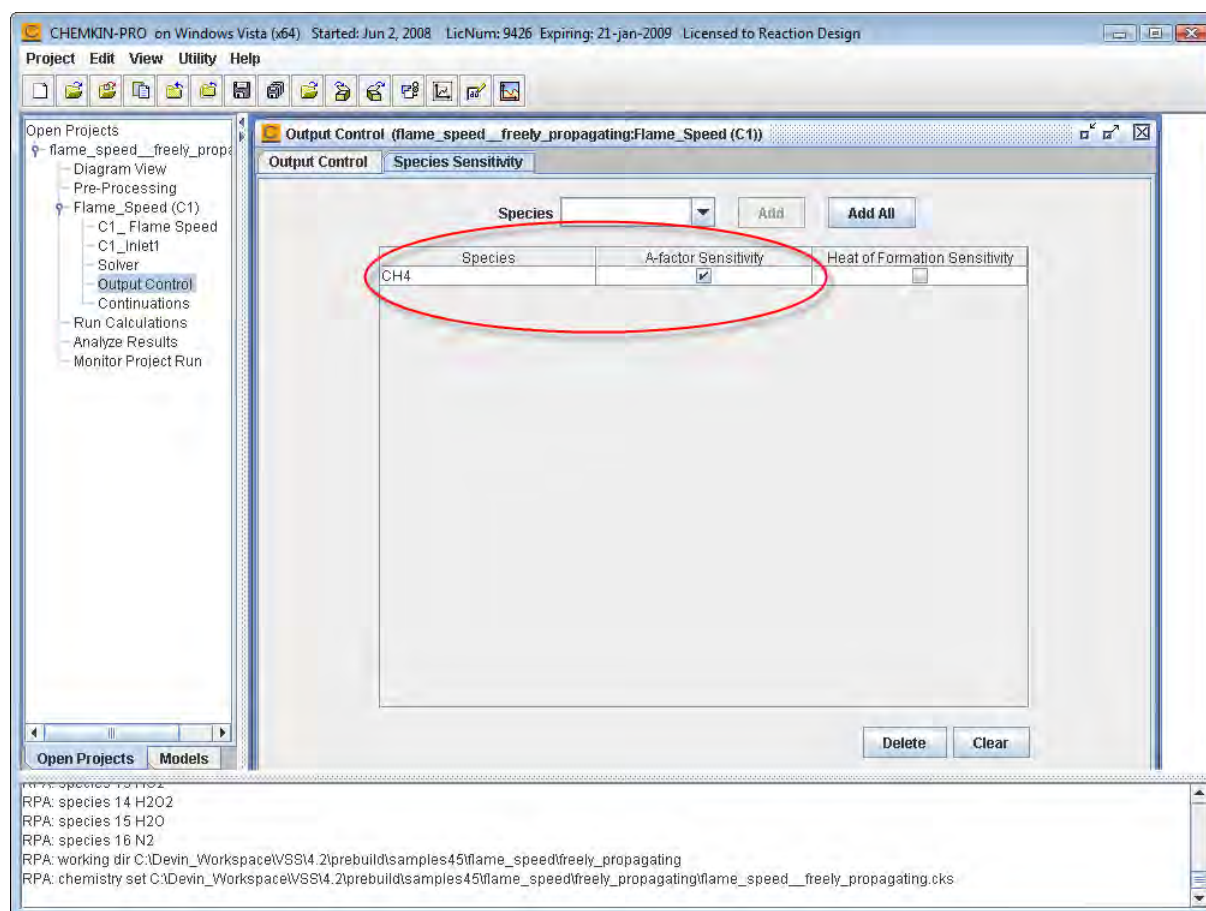 CHEMKIN-PRO on Windows Vista (x64) Started: Jun 2, 2008 LicNum: 9426 Expiring: 21-jan-2009 Licensed to Reaction Design
Project Edit View Utility Help
Open Projects
flame_speed__freely_propa
Diagram View
Pre-Processing
Flame_Speed (C1)
C1_ Flame Speed
C1_Inlet1
Solver
Output Control
Continuations
Run Calculations
Analyze Results
Monitor Project Run
Open Projects Models
Output Control (flame_speed__freely_propagating:Flame_Speed (C1))
Output Control Species Sensitivity
Species Add Add All
Species A-factor Sensitivity Heat of Formation Sensitivity
CH4
Delete Clear
RPA: species 14 H2O2
RPA: species 15 H2O
RPA: species 16 N2
RPA: working dir C:\Devin_Workspace\VSS\4.2\prebuild\samples45\flame_speed\freely_propagating
RPA: chemistry set C:\Devin_Workspace\VSS\4.2\prebuild\samples45\flame_speed\freely_propagating\flame_speed__freely_propagating.cks